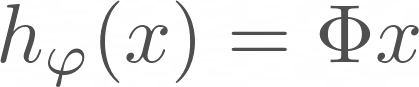 h_φ(x) = Φx